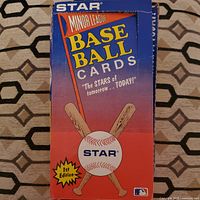 STAR®
MINOR LEAGUE
BASE
BALL
CARDS
"The STARS of
tomorrow... TODAY!"
STAR®
1st
Edition